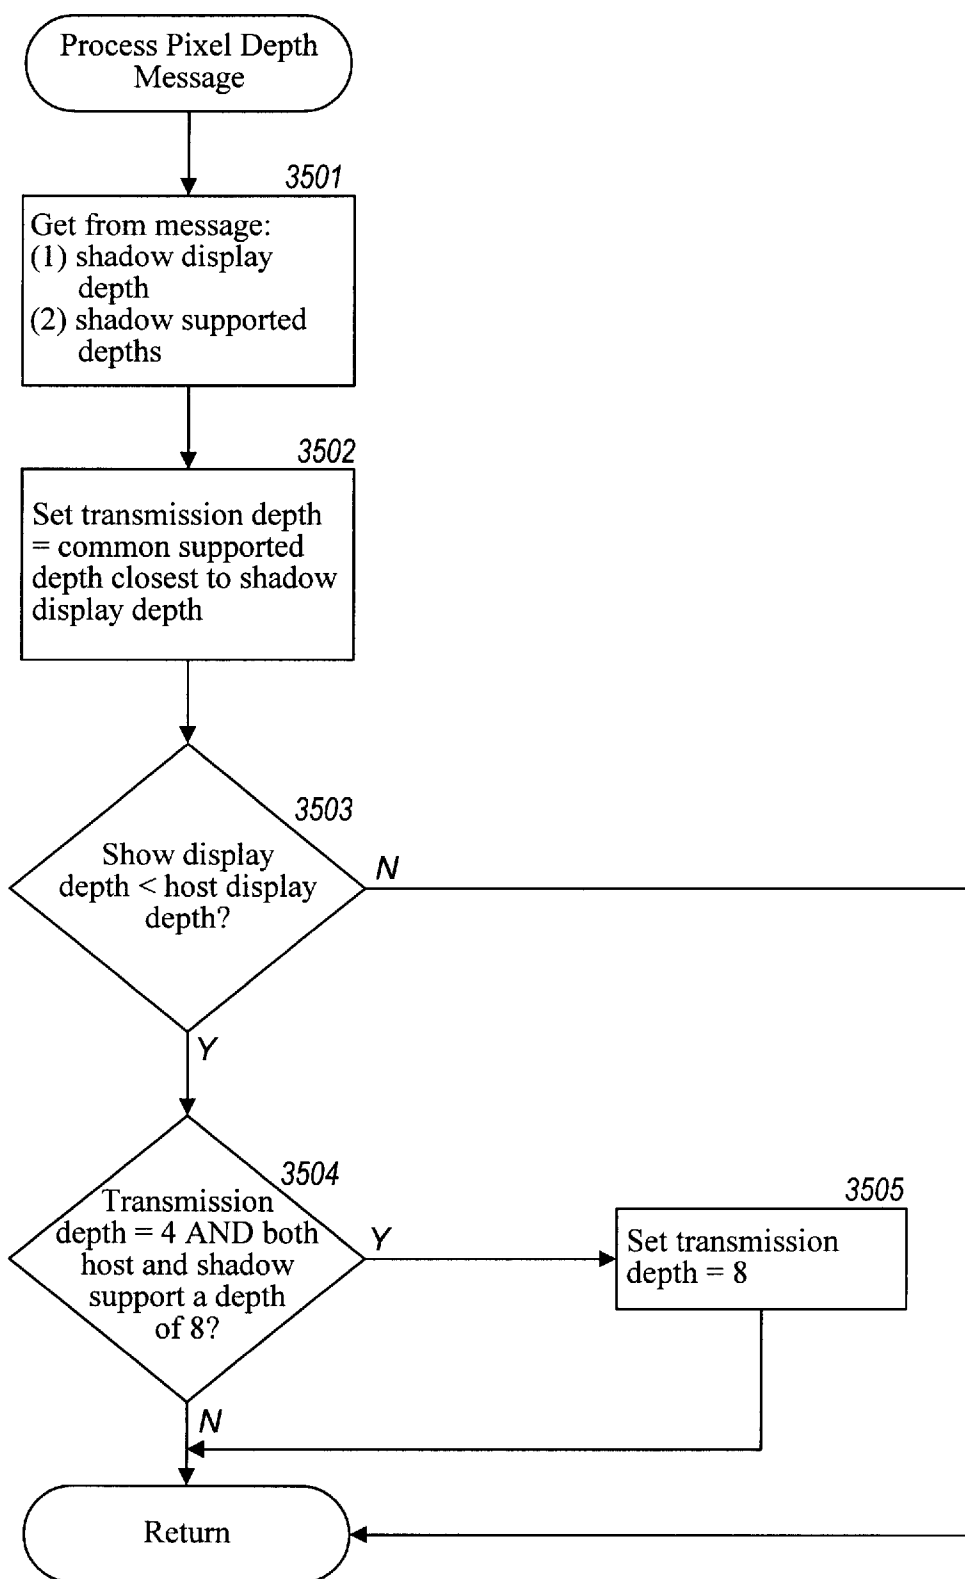 Process Pixel Depth
Message
3501
Get from message:
(1) shadow display
depth
(2) shadow supported
depths
3502
Set transmission depth
= common supported
depth closest to shadow
display depth
3503
Show display
depth < host display
depth?
N
Y
3504
Transmission
depth = 4 AND both
host and shadow
support a depth
of 8?
Y
3505
Set transmission
depth = 8
N
Return